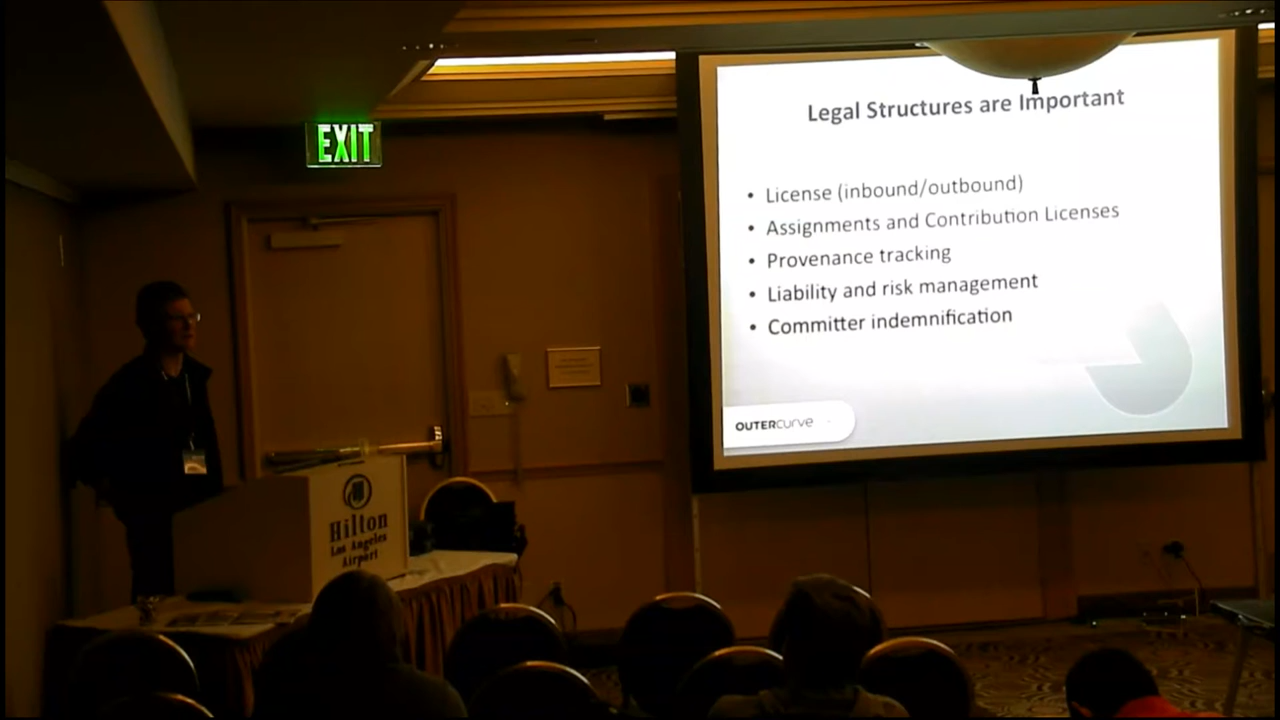 Legal Structures are Important
EXIT
• License (inbound/outbound)
• Assignments and Contribution Licenses
• Provenance tracking
• Liability and risk management
• Committer indemnification
OUTERcurve
Hilton
Los Angeles
Airport